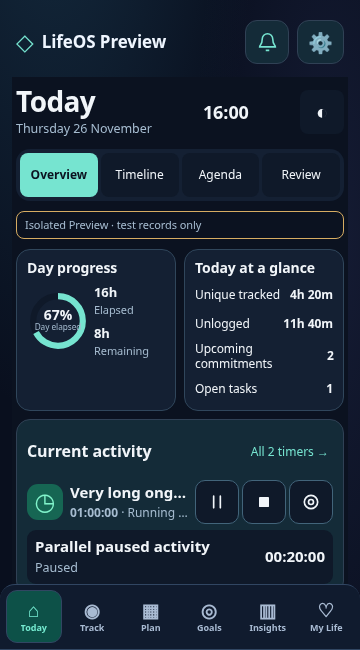 LifeOS Preview
Today
Thursday 26 November
16:00
Overview
Timeline
Agenda
Review
Isolated Preview · test records only
Day progress
67%
Day elapsed
16h
Elapsed
8h
Remaining
Today at a glance
Unique tracked 4h 20m
Unlogged 11h 40m
Upcoming
commitments 2
Open tasks 1
Current activity
All 2 timers →
Very long ong...
01:00:00 · Running ...
Parallel paused activity
Paused
00:20:00
Today
Track
Plan
Goals
Insights
My Life